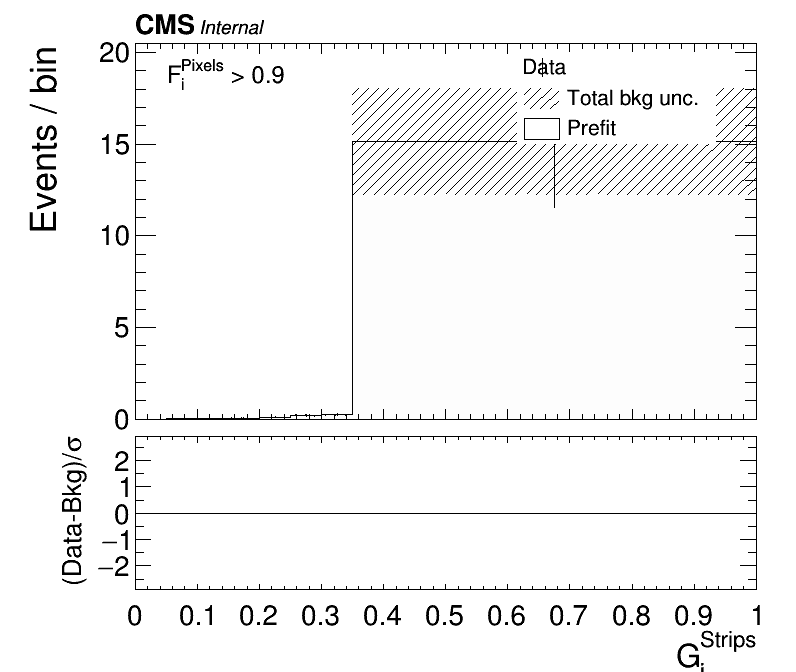 CMS Internal
F_i^Pixels > 0.9
Data
Total bkg unc.
Prefit
Events / bin
20
15
10
5
0
(Data-Bkg)/σ
2
1
0
−1
−2
0 0.1 0.2 0.3 0.4 0.5 0.6 0.7 0.8 0.9 1
G_i^Strips